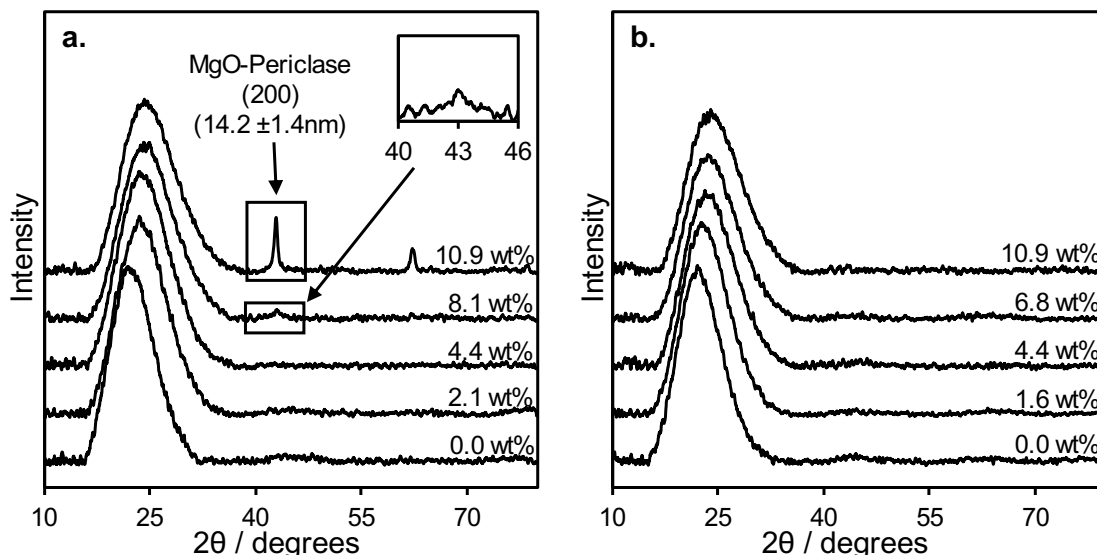 a.
MgO-Periclase
(200)
(14.2 ±1.4nm)
40 43 46
10.9 wt%
8.1 wt%
4.4 wt%
2.1 wt%
0.0 wt%
Intensity
10 25 40 55 70
2θ / degrees
b.
10.9 wt%
6.8 wt%
4.4 wt%
1.6 wt%
0.0 wt%
Intensity
10 25 40 55 70
2θ / degrees